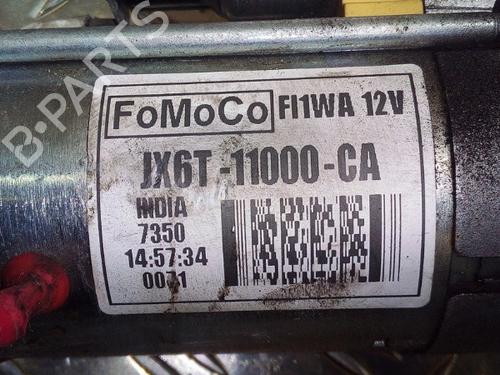 B-PARTS
FoMoCo FI1WA 12V
JX6T-11000-CA
INDIA
7350
14:57:34
0071